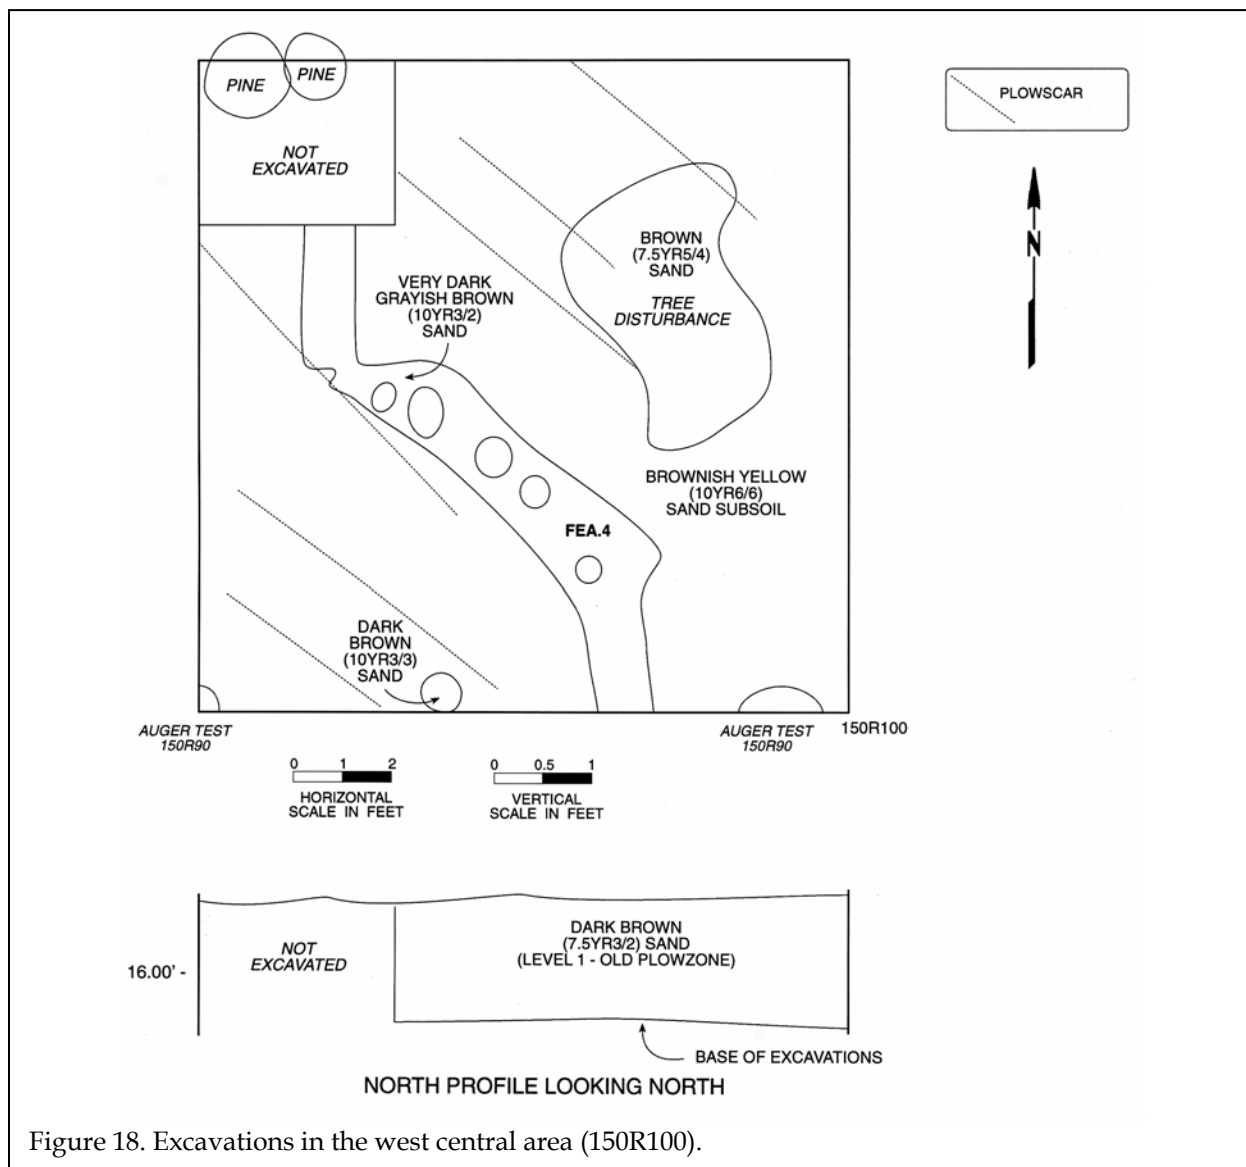 PINE
PINE
PLOWSCAR
NOT
EXCAVATED
N
BROWN
(7.5YR5/4)
SAND
TREE
DISTURBANCE
VERY DARK
GRAYISH BROWN
(10YR3/2)
SAND
BROWNISH YELLOW
(10YR6/6)
SAND SUBSOIL
FEA.4
DARK
BROWN
(10YR3/3)
SAND
AUGER TEST
150R90
AUGER TEST
150R90
150R100
0 1 2
HORIZONTAL
SCALE IN FEET
0 0.5 1
VERTICAL
SCALE IN FEET
NOT
EXCAVATED
DARK BROWN
(7.5YR3/2) SAND
(LEVEL 1 - OLD PLOWZONE)
16.00' -
BASE OF EXCAVATIONS
NORTH PROFILE LOOKING NORTH
Figure 18. Excavations in the west central area (150R100).